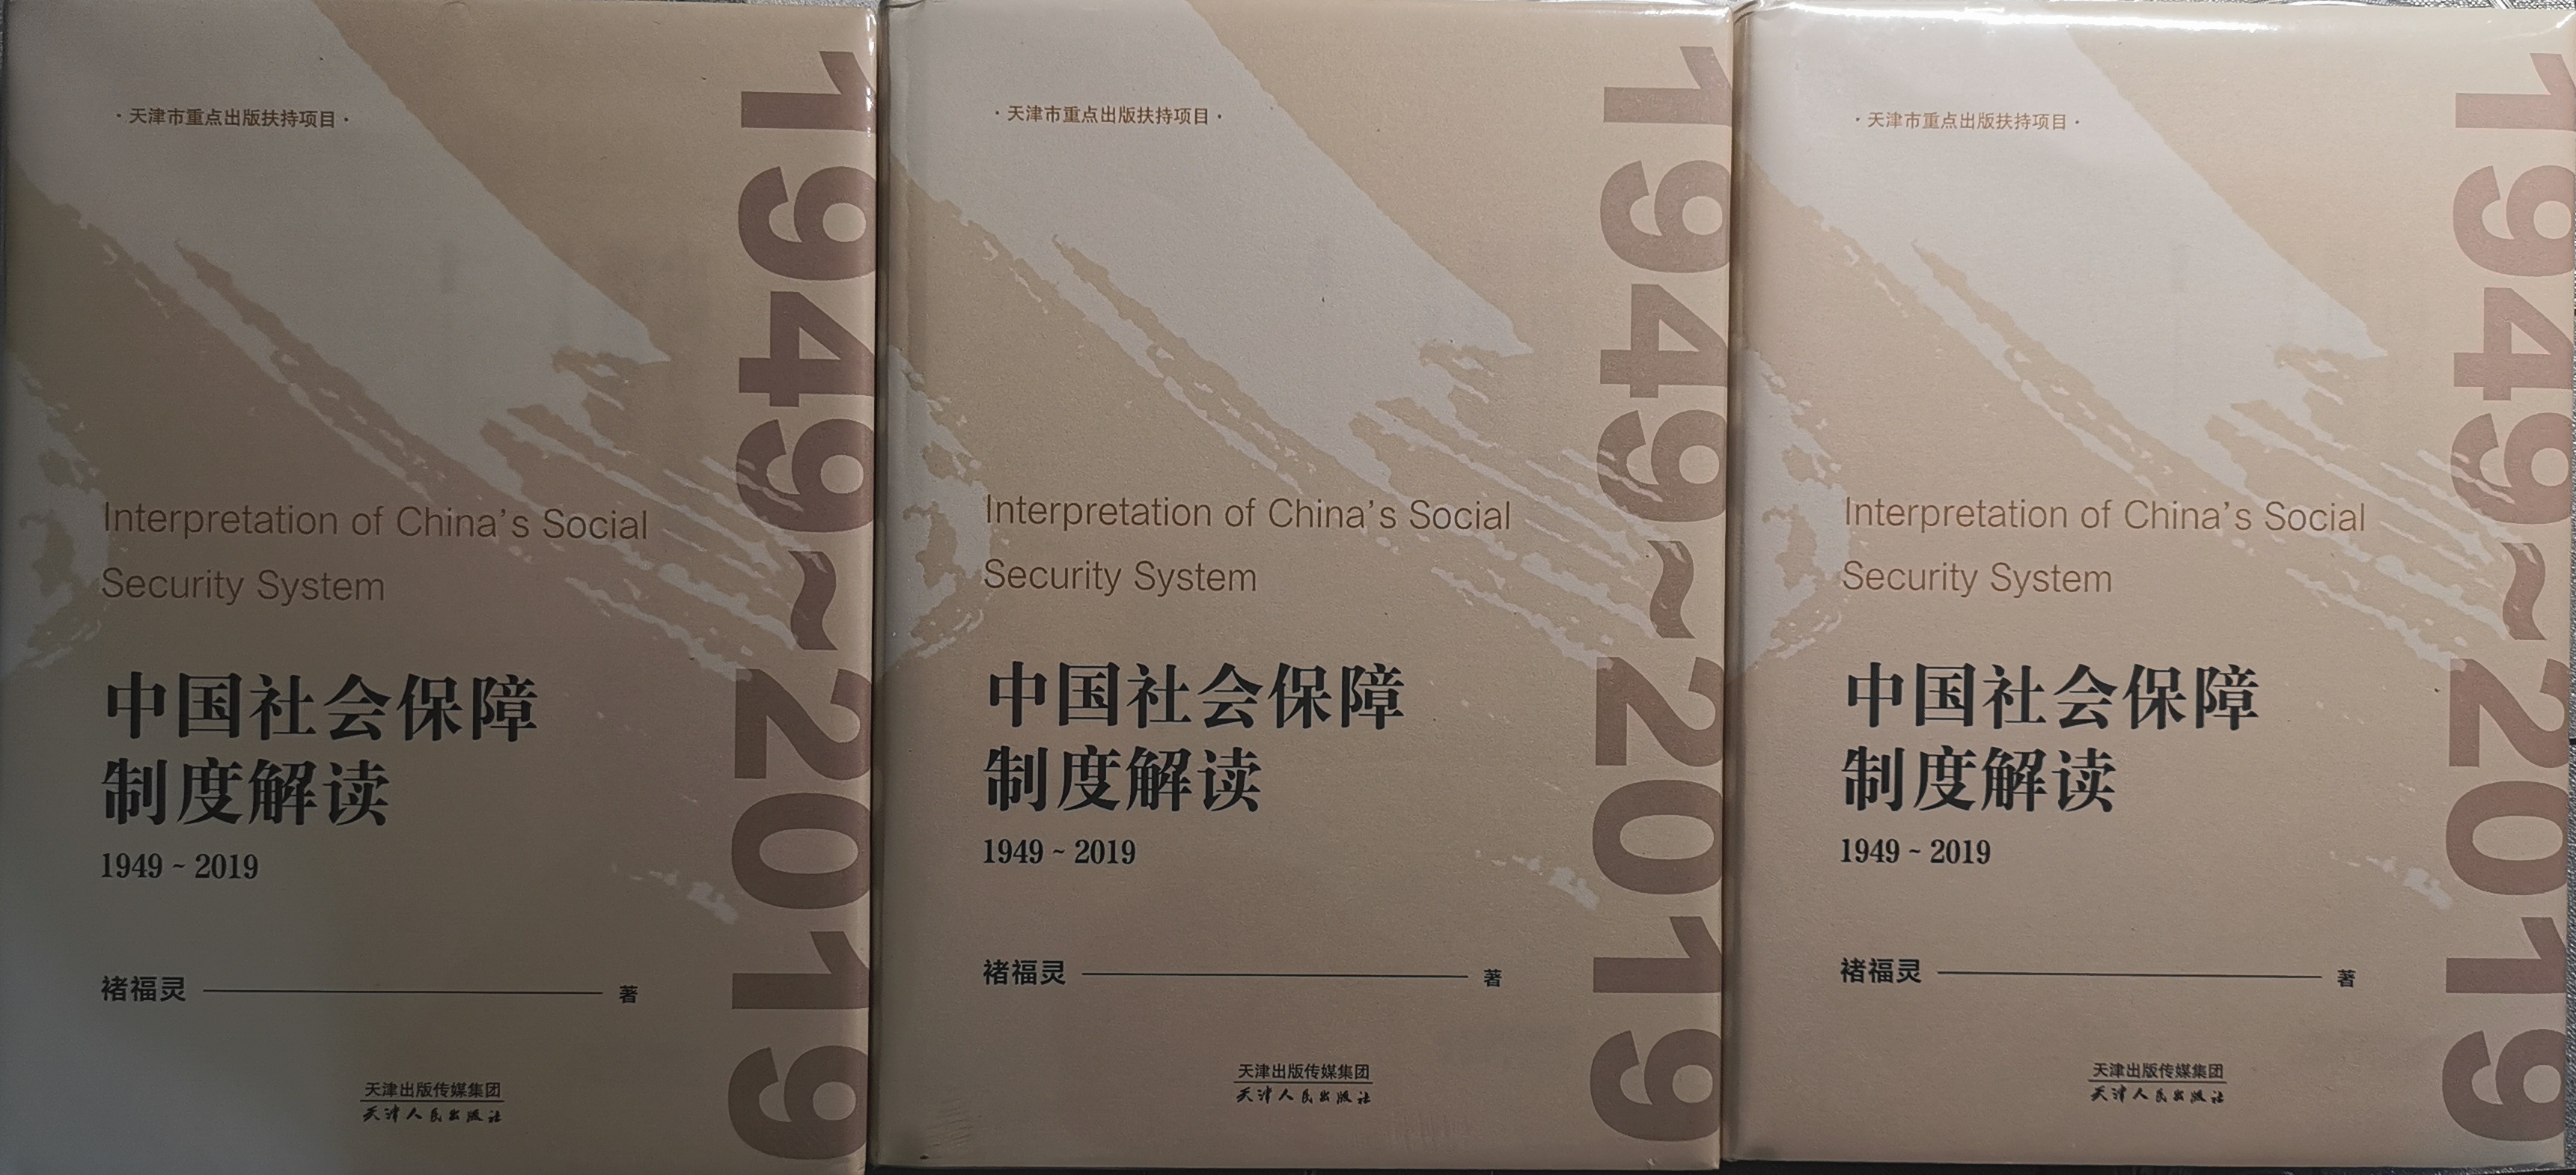 ·天津市重点出版扶持项目·
Interpretation of China's Social
Security System
中国社会保障
制度解读
1949~2019
褚福灵 著
天津出版传媒集团
天津人民出版社
1949~2019
·天津市重点出版扶持项目·
Interpretation of China's Social
Security System
中国社会保障
制度解读
1949~2019
褚福灵 著
天津出版传媒集团
天津人民出版社
1949~2019
·天津市重点出版扶持项目·
Interpretation of China's Social
Security System
中国社会保障
制度解读
1949~2019
褚福灵 著
天津出版传媒集团
天津人民出版社
1949~2019